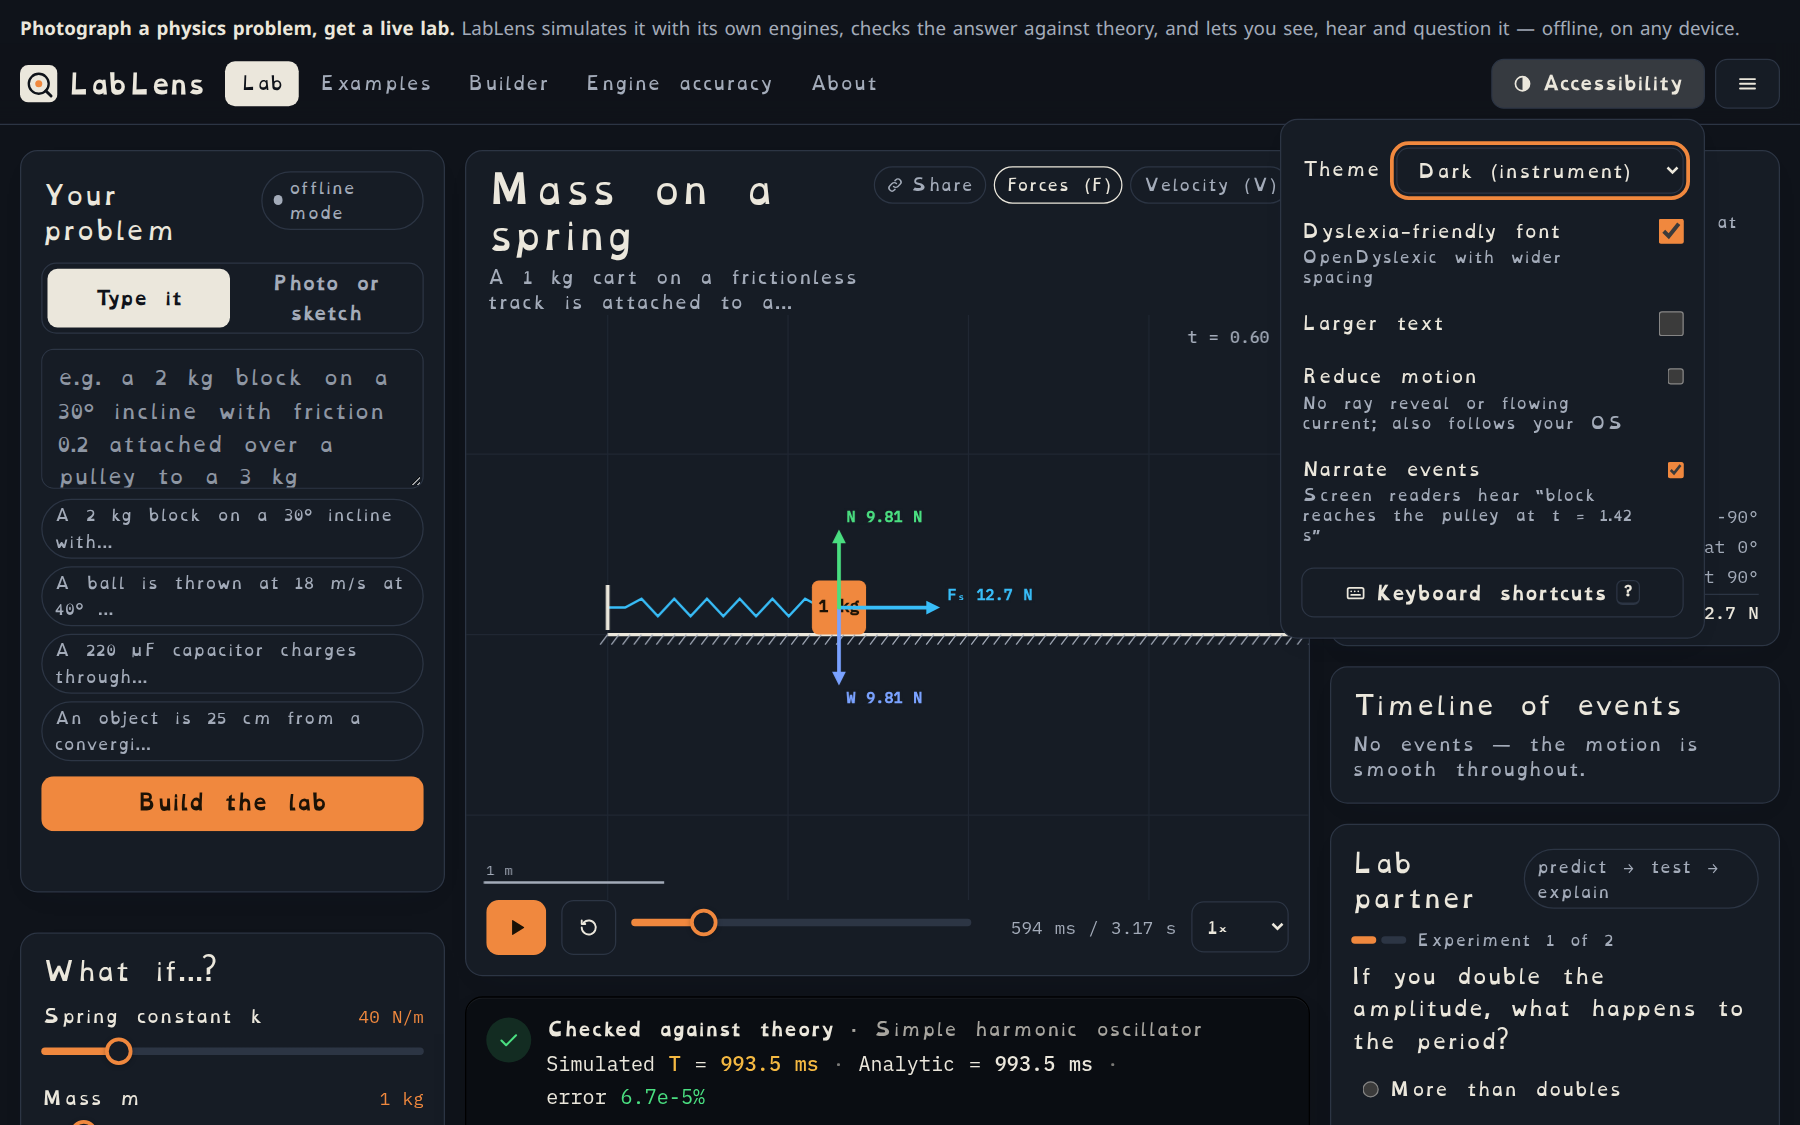 Photograph a physics problem, get a live lab. LabLens simulates it with its own engines, checks the answer against theory, and lets you see, hear and question it — offline, on any device.
LabLens Lab Examples Builder Engine accuracy About Accessibility
Your problem
offline mode
Type it
Photo or sketch
e.g. a 2 kg block on a
30° incline with friction
0.2 attached over a
pulley to a 3 kg
A 2 kg block on a 30° incline
with...
A ball is thrown at 18 m/s at
40° ...
A 220 µF capacitor charges
through...
An object is 25 cm from a
convergi...
Build the lab
What if...?
Spring constant k 40 N/m
Mass m 1 kg
Mass on a
spring
Share Forces (F) Velocity (V)
A 1 kg cart on a frictionless
track is attached to a...
t = 0.60
N 9.81 N
1 kg
Fₛ 12.7 N
W 9.81 N
1 m
594 ms / 3.17 s 1×
Checked against theory · Simple harmonic oscillator
Simulated T = 993.5 ms · Analytic = 993.5 ms ·
error 6.7e-5%
Theme Dark (instrument)
Dyslexia-friendly font
OpenDyslexic with wider
spacing
Larger text
Reduce motion
No ray reveal or flowing
current; also follows your OS
Narrate events
Screen readers hear "block
reaches the pulley at t = 1.42
s"
Keyboard shortcuts ?
at
-90°
at 0°
t 90°
2.7 N
Timeline of events
No events — the motion is
smooth throughout.
Lab
partner
predict → test →
explain
Experiment 1 of 2
If you double the
amplitude, what happens to
the period?
More than doubles